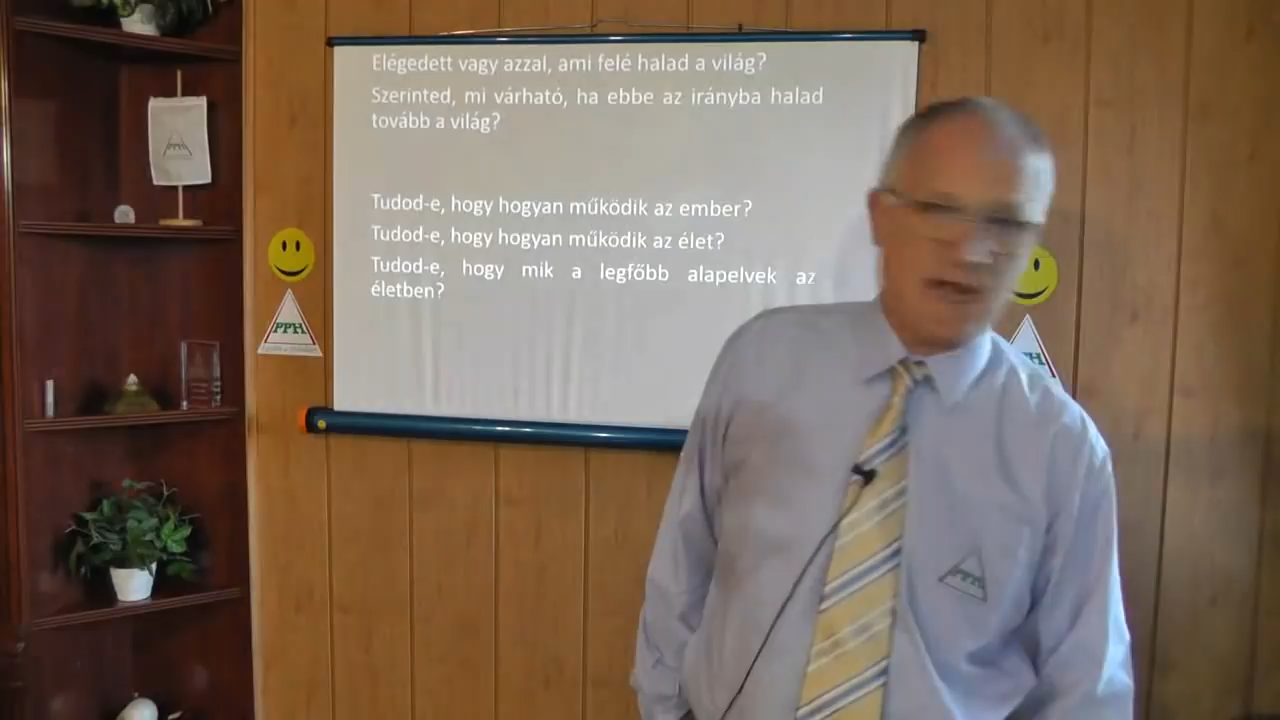 Elégedett vagy azzal, ami felé halad a világ?
Szerinted, mi várható, ha ebbe az irányba halad
tovább a világ?
Tudod-e, hogy hogyan működik az ember?
Tudod-e, hogy hogyan működik az élet?
Tudod-e, hogy mik a legfőbb alapelvek az
életben?
PPH